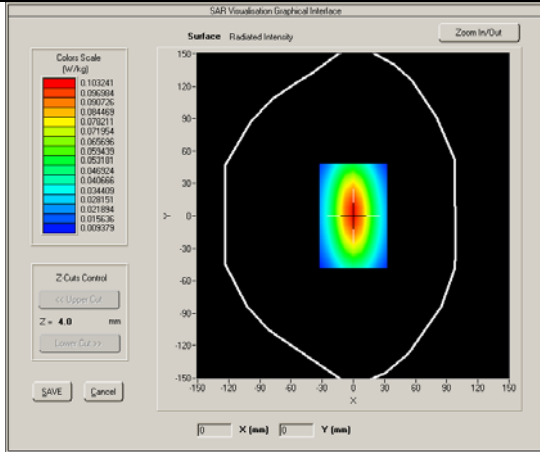 SAR Visualisation Graphical Interface
Surface Radiated Intensity
Zoom In/Out
Colors Scale
(W/kg)
0.103241
0.096984
0.090726
0.084469
0.078211
0.071954
0.065696
0.059439
0.053181
0.046924
0.040666
0.034409
0.028151
0.021894
0.015636
0.009379
150
120
90
60
30
0
-30
-60
-90
-120
-150
Y
-150 -120 -90 -60 -30 0 30 60 90 120 150
X
Z-Cuts Control
<< Upper Cut
Z = 4.0 mm
Lower Cut >>
SAVE Cancel
0 X (mm) 0 Y (mm)